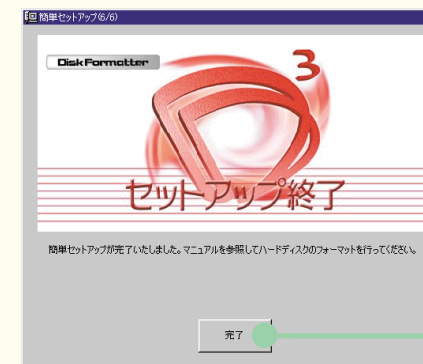 簡単セットアップ(6/6)
Disk Formatter
3
セットアップ終了
簡単セットアップが完了いたしました。マニュアルを参照してハードディスクのフォーマットを行ってください。
完了